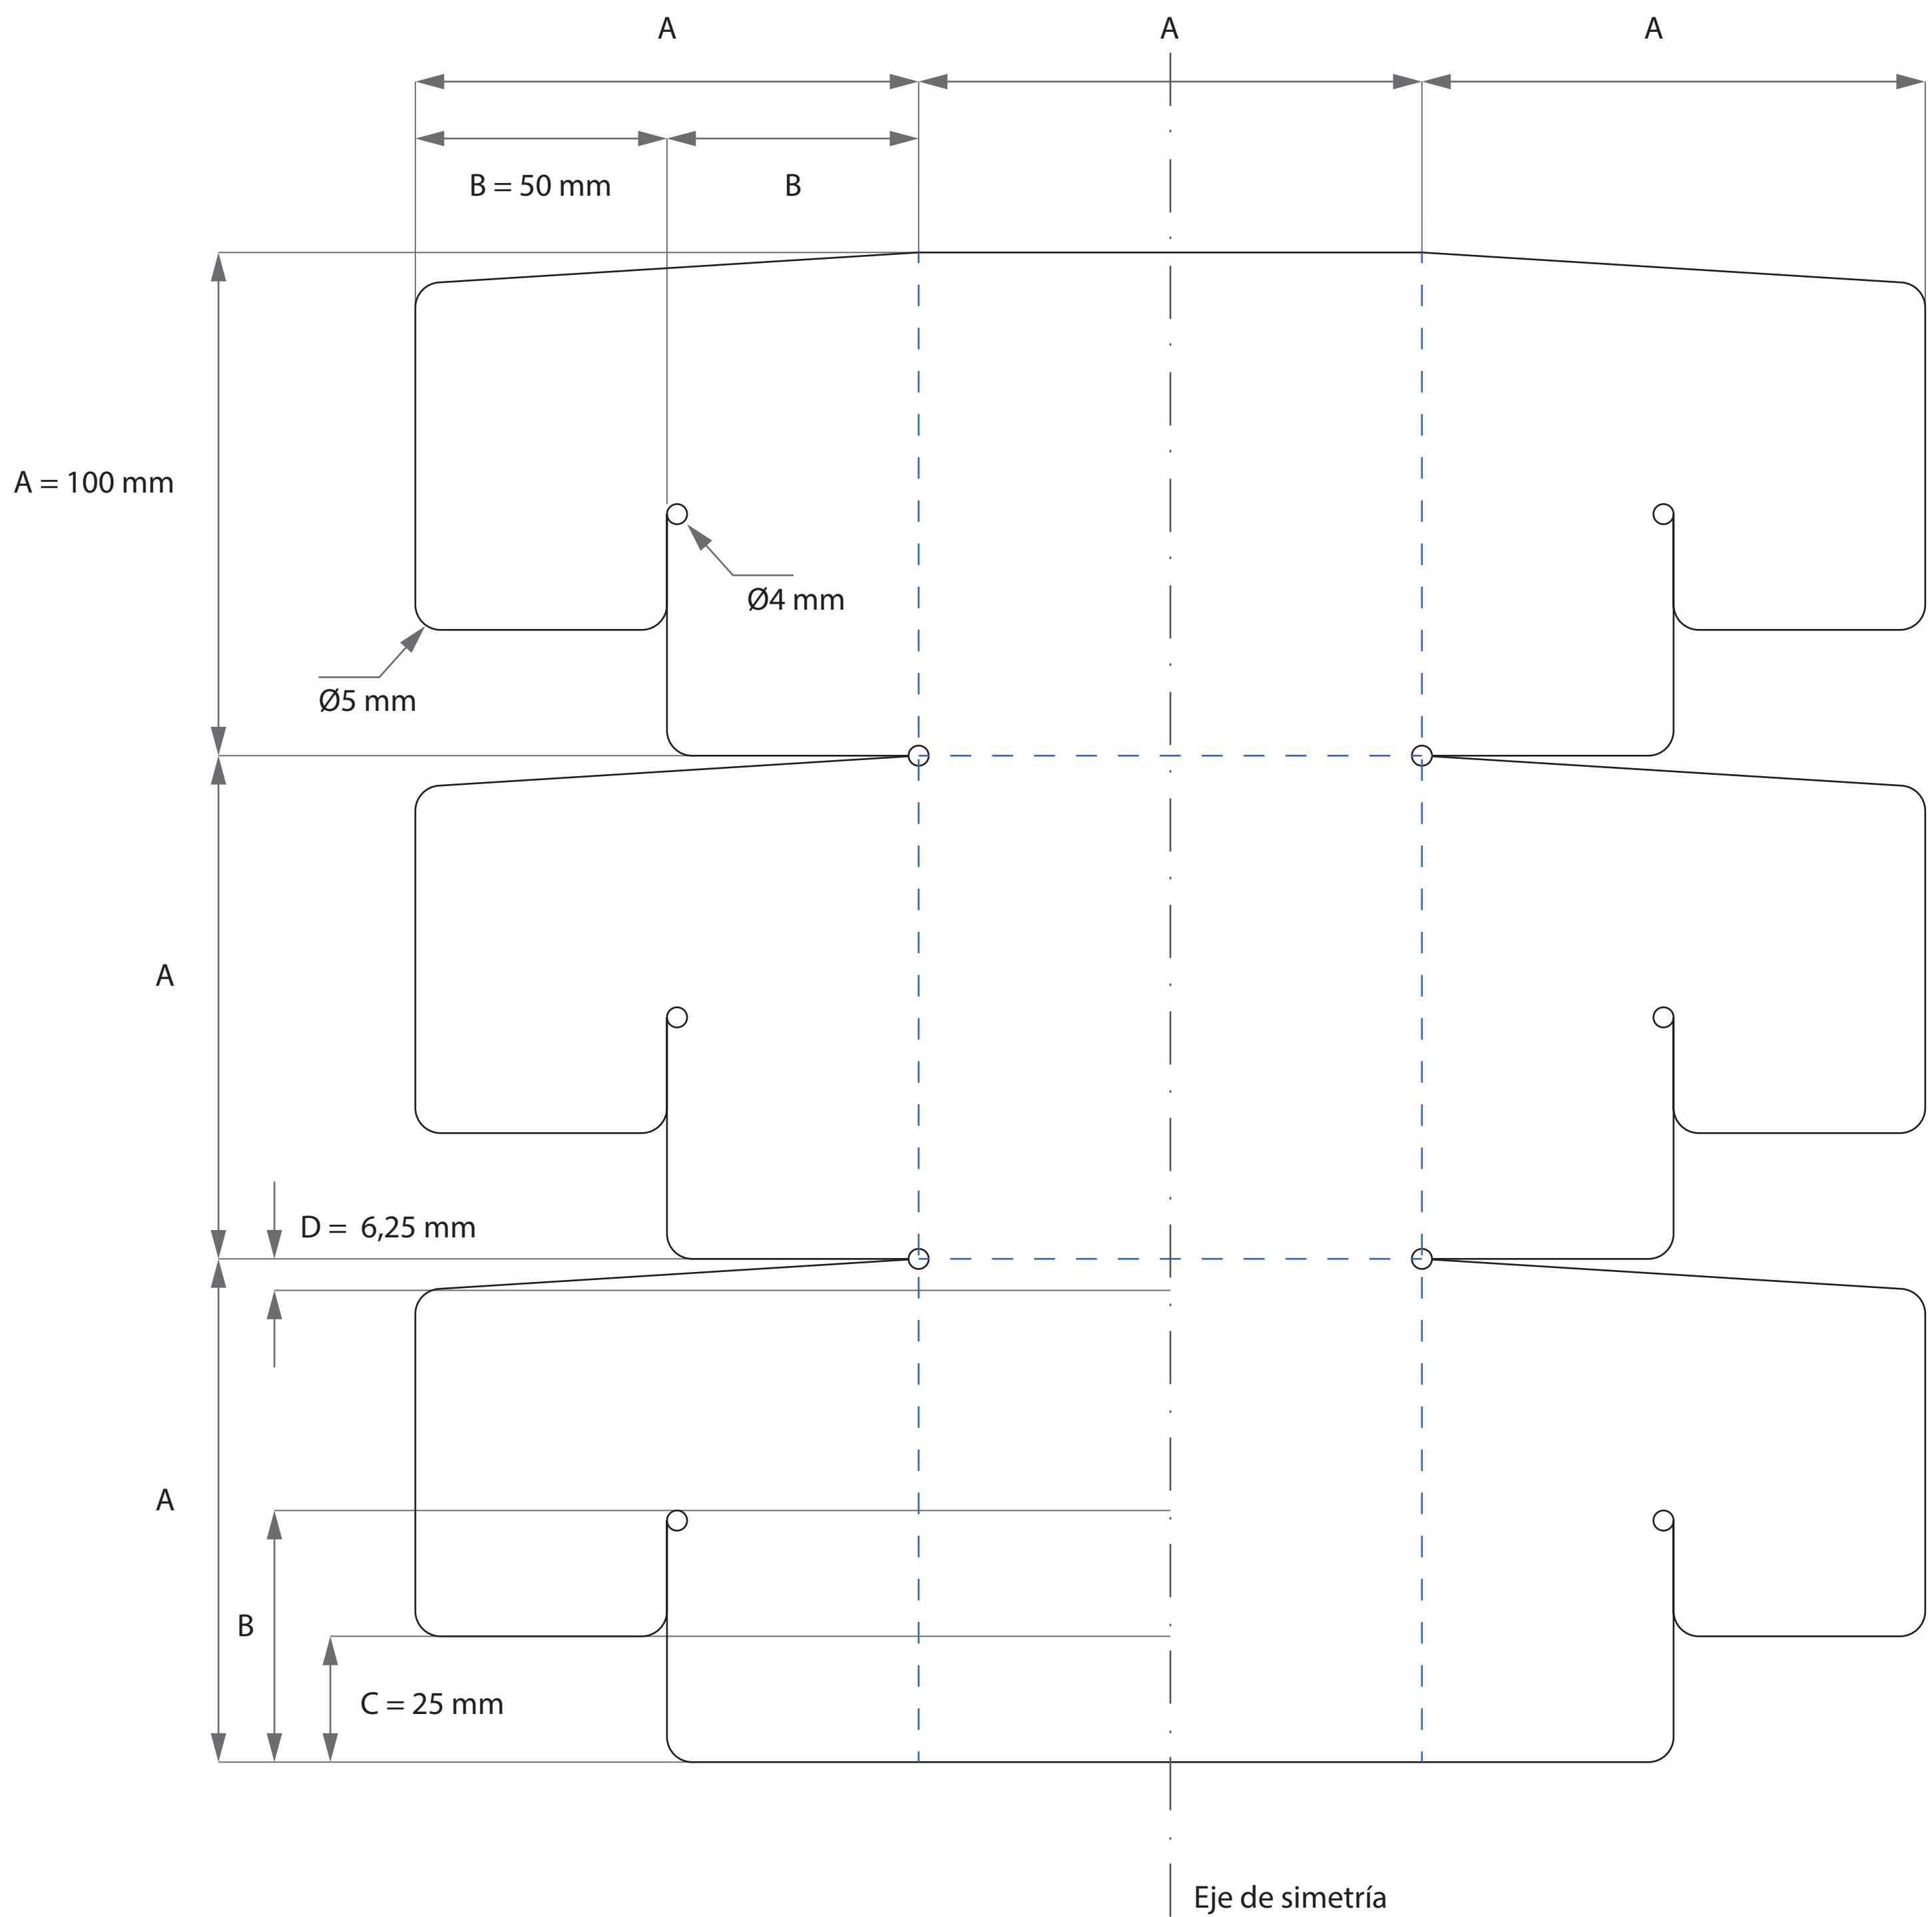 A
A
A
B = 50 mm
B
A = 100 mm
Ø4 mm
Ø5 mm
A
D = 6,25 mm
A
B
C = 25 mm
Eje de simetría